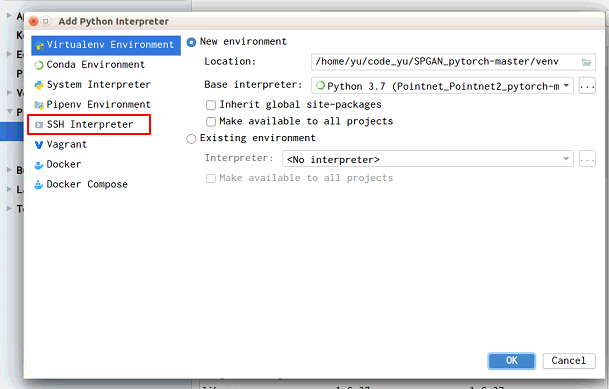 Add Python Interpreter
Virtualenv Environment
Conda Environment
System Interpreter
Pipenv Environment
SSH Interpreter
Vagrant
Docker
Docker Compose
New environment
Location: /home/yu/code_yu/SPGAN_pytorch-master/venv
Base interpreter: Python 3.7 (Pointnet_Pointnet2_pytorch-m ...
Inherit global site-packages
Make available to all projects
Existing environment
Interpreter: <No interpreter> ...
Make available to all projects
OK Cancel